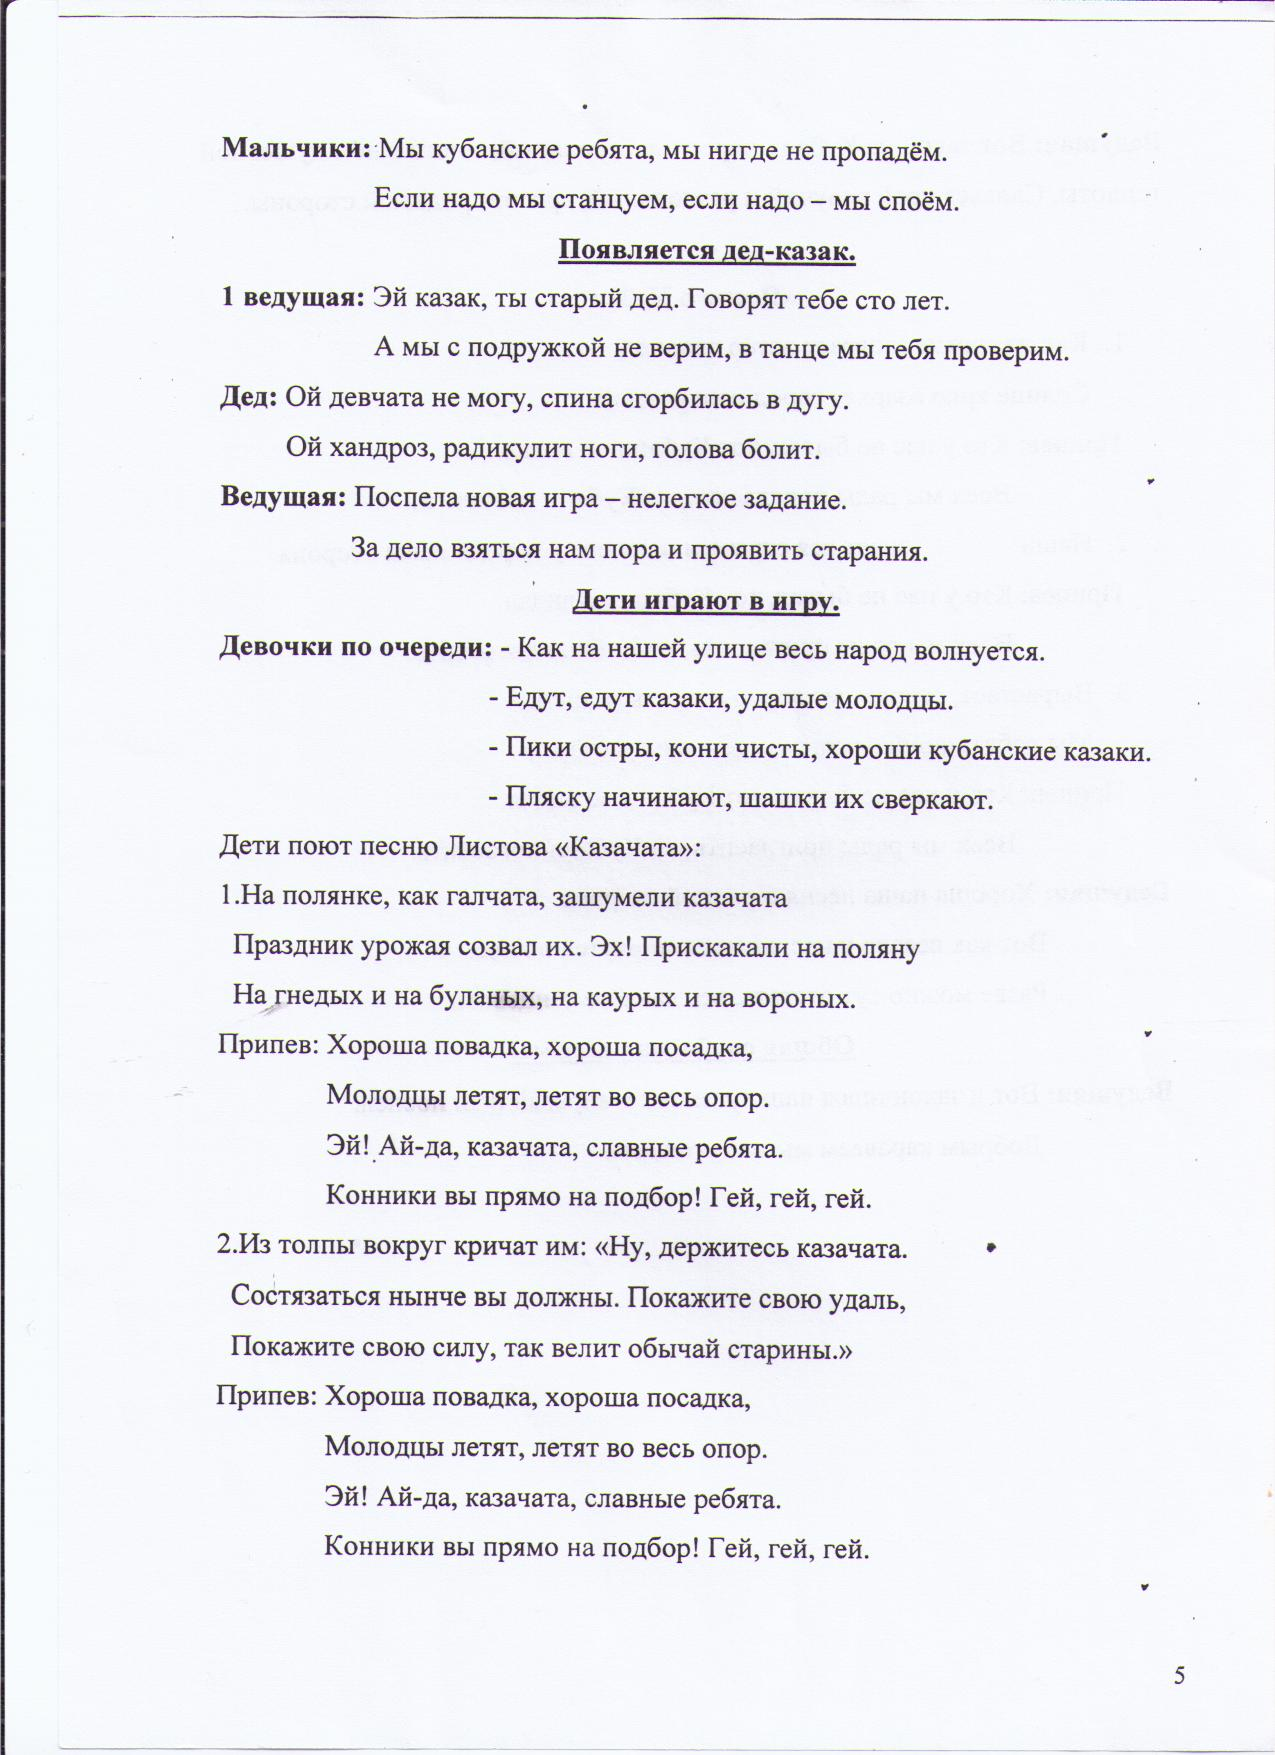 Мальчики: Мы кубанские ребята, мы нигде не пропадём.
Если надо мы станцуем, если надо – мы споём.
Появляется дед-казак.
1 ведущая: Эй казак, ты старый дед. Говорят тебе сто лет.
А мы с подружкой не верим, в танце мы тебя проверим.
Дед: Ой девчата не могу, спина сгорбилась в дугу.
Ой хандроз, радикулит ноги, голова болит.
Ведущая: Поспела новая игра – нелегкое задание.
За дело взяться нам пора и проявить старания.
Дети играют в игру.
Девочки по очереди: - Как на нашей улице весь народ волнуется.
- Едут, едут казаки, удалые молодцы.
- Пики остры, кони чисты, хороши кубанские казаки.
- Пляску начинают, шашки их сверкают.
Дети поют песню Листова «Казачата»:
1.На полянке, как галчата, зашумели казачата
Праздник урожая созвал их. Эх! Прискакали на поляну
На гнедых и на буланых, на каурых и на вороных.
Припев: Хороша повадка, хороша посадка,
Молодцы летят, летят во весь опор.
Эй! Ай-да, казачата, славные ребята.
Конники вы прямо на подбор! Гей, гей, гей.
2.Из толпы вокруг кричат им: «Ну, держитесь казачата.
Состязаться нынче вы должны. Покажите свою удаль,
Покажите свою силу, так велит обычай старины.»
Припев: Хороша повадка, хороша посадка,
Молодцы летят, летят во весь опор.
Эй! Ай-да, казачата, славные ребята.
Конники вы прямо на подбор! Гей, гей, гей.
5